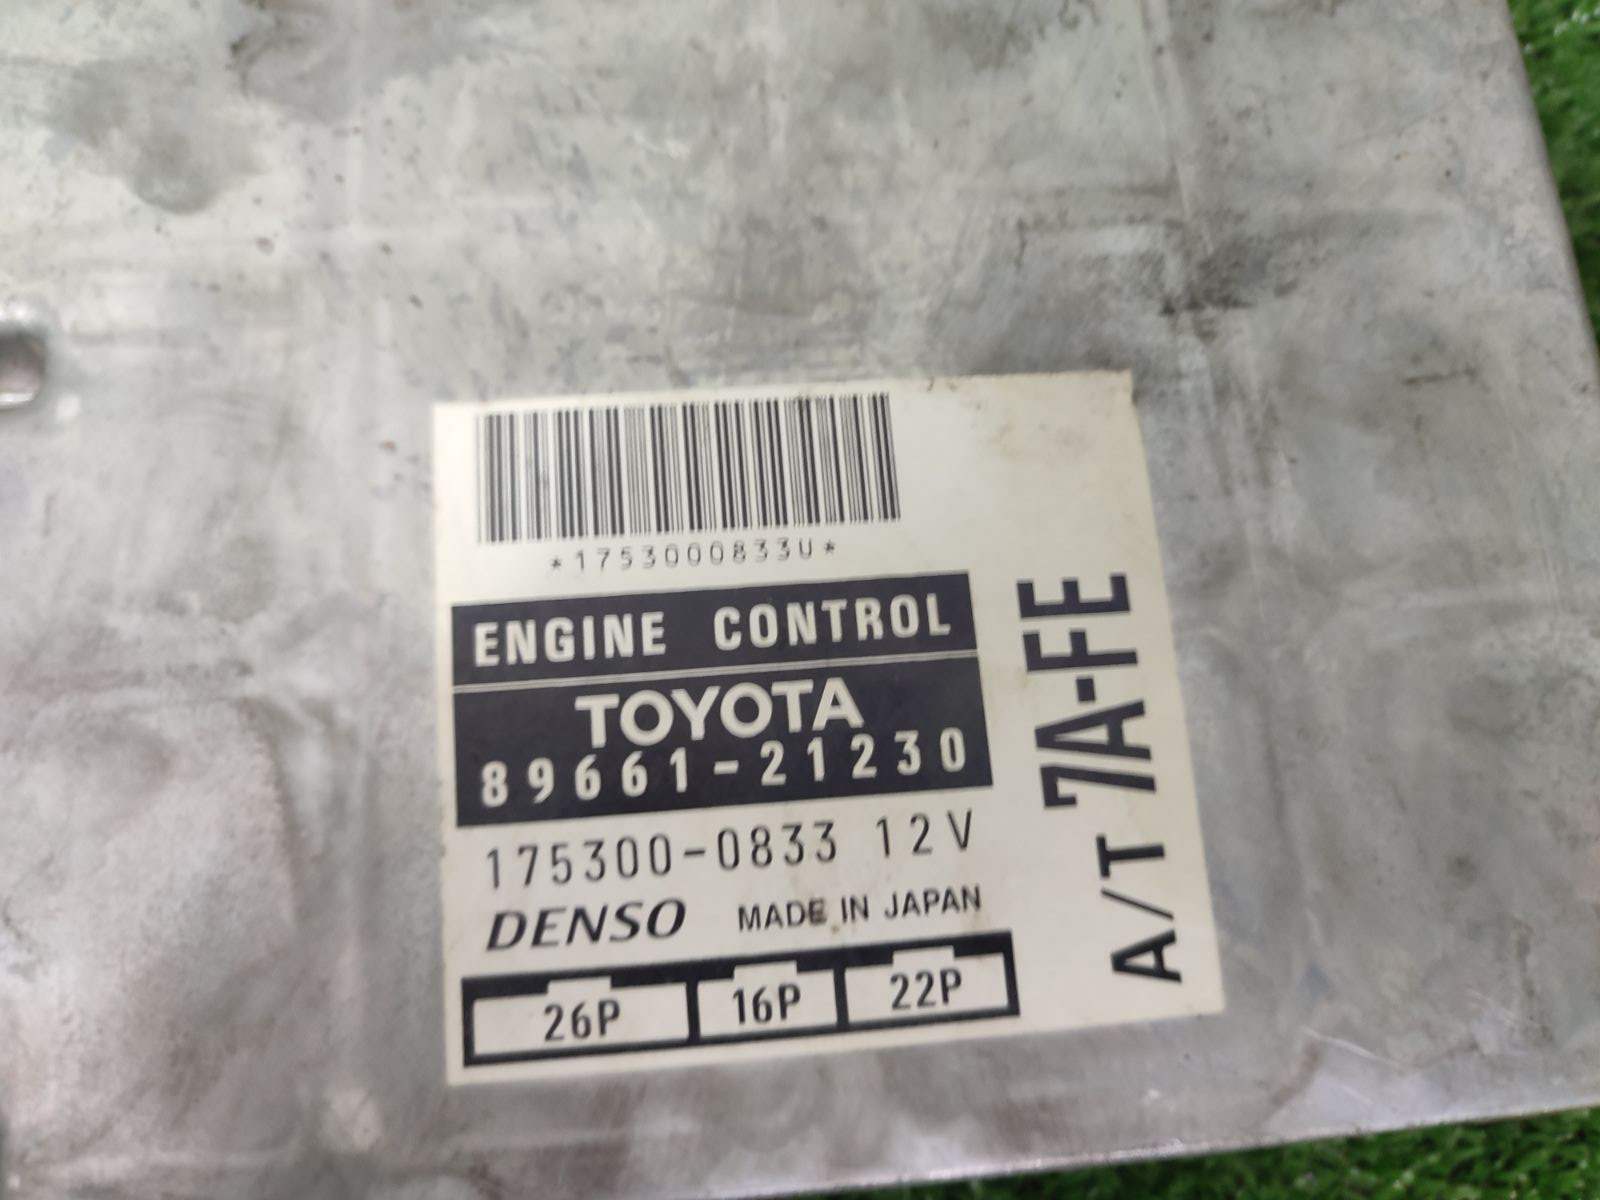 *1753000833U*
ENGINE CONTROL
TOYOTA
89661-21230
175300-0833 12V
DENSO MADE IN JAPAN
26P 16P 22P
A/T 7A-FE